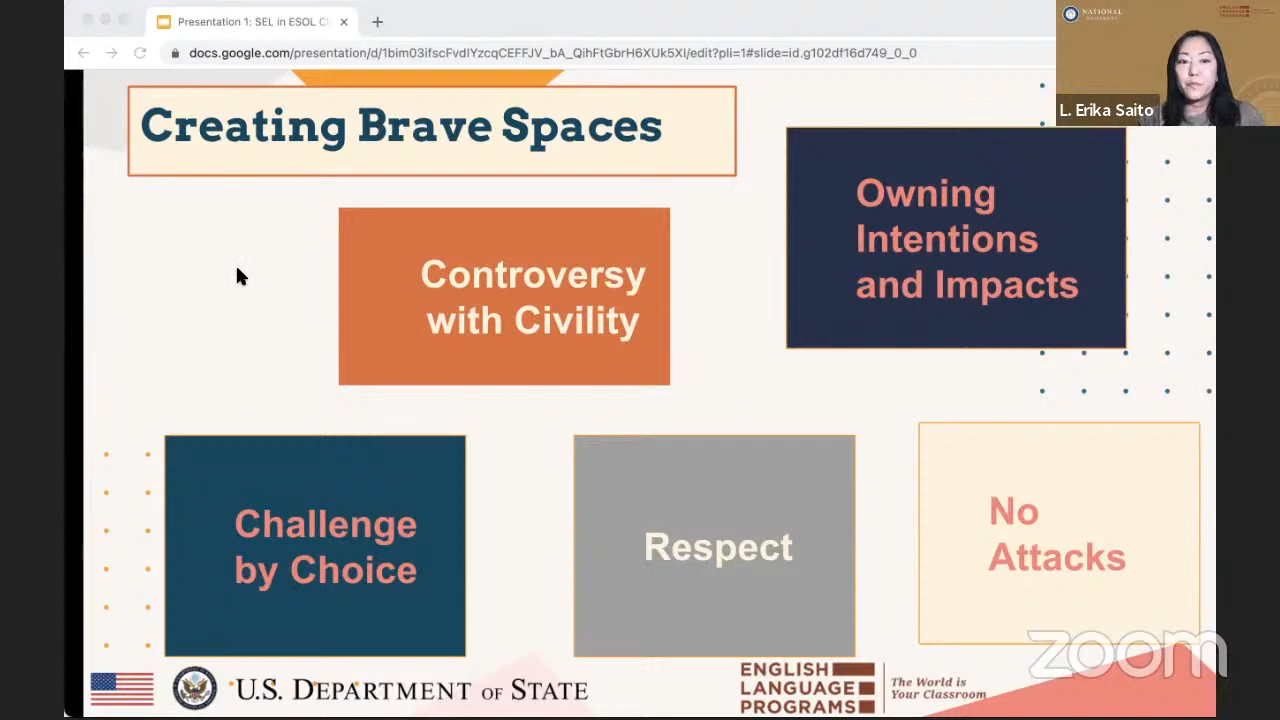 Presentation 1: SEL in ESOL Cl
docs.google.com/presentation/d/1bim03ifscFvdIYzcqCEFFJV_bA_QihFtGbrH6XUk5XI/edit?pli=1#slide=id.g102df16d749_0_0
NATIONAL
UNIVERSITY
L. Erika Saito
Creating Brave Spaces
Owning
Intentions
and Impacts
Controversy
with Civility
Challenge
by Choice
Respect
No
Attacks
zoom
U.S. DEPARTMENT OF STATE
ENGLISH
LANGUAGE
PROGRAMS
The World is
Your Classroom